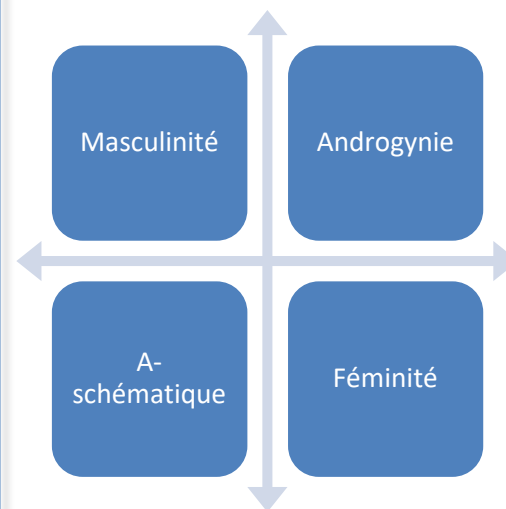 Masculinité
Androgynie
A-
schématique
Féminité